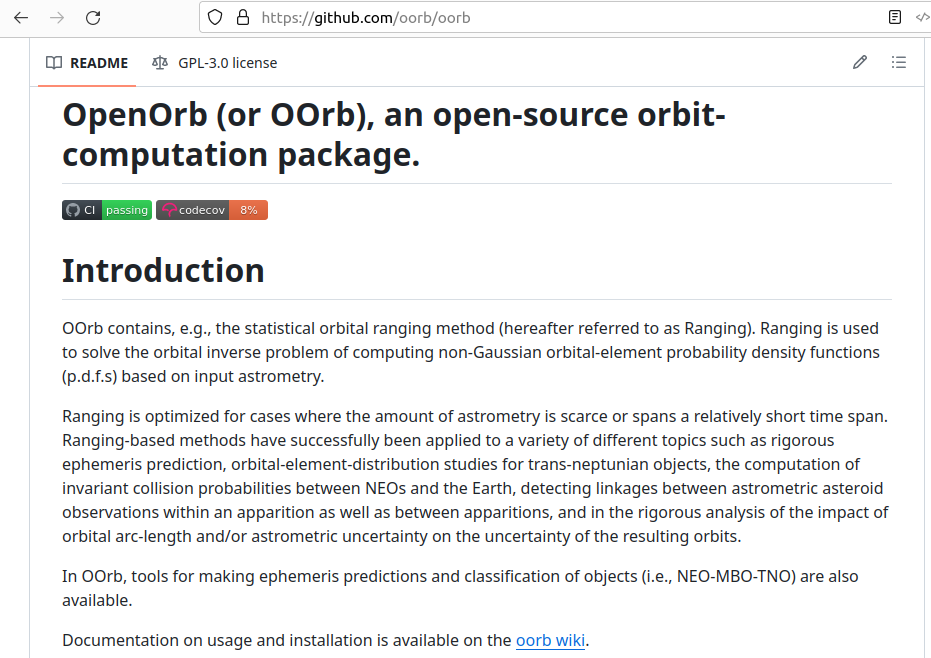 https://github.com/oorb/oorb
README GPL-3.0 license
OpenOrb (or OOrb), an open-source orbit-
computation package.
CI passing codecov 8%
Introduction
OOrb contains, e.g., the statistical orbital ranging method (hereafter referred to as Ranging). Ranging is used
to solve the orbital inverse problem of computing non-Gaussian orbital-element probability density functions
(p.d.f.s) based on input astrometry.
Ranging is optimized for cases where the amount of astrometry is scarce or spans a relatively short time span.
Ranging-based methods have successfully been applied to a variety of different topics such as rigorous
ephemeris prediction, orbital-element-distribution studies for trans-neptunian objects, the computation of
invariant collision probabilities between NEOs and the Earth, detecting linkages between astrometric asteroid
observations within an apparition as well as between apparitions, and in the rigorous analysis of the impact of
orbital arc-length and/or astrometric uncertainty on the uncertainty of the resulting orbits.
In OOrb, tools for making ephemeris predictions and classification of objects (i.e., NEO-MBO-TNO) are also
available.
Documentation on usage and installation is available on the oorb wiki.